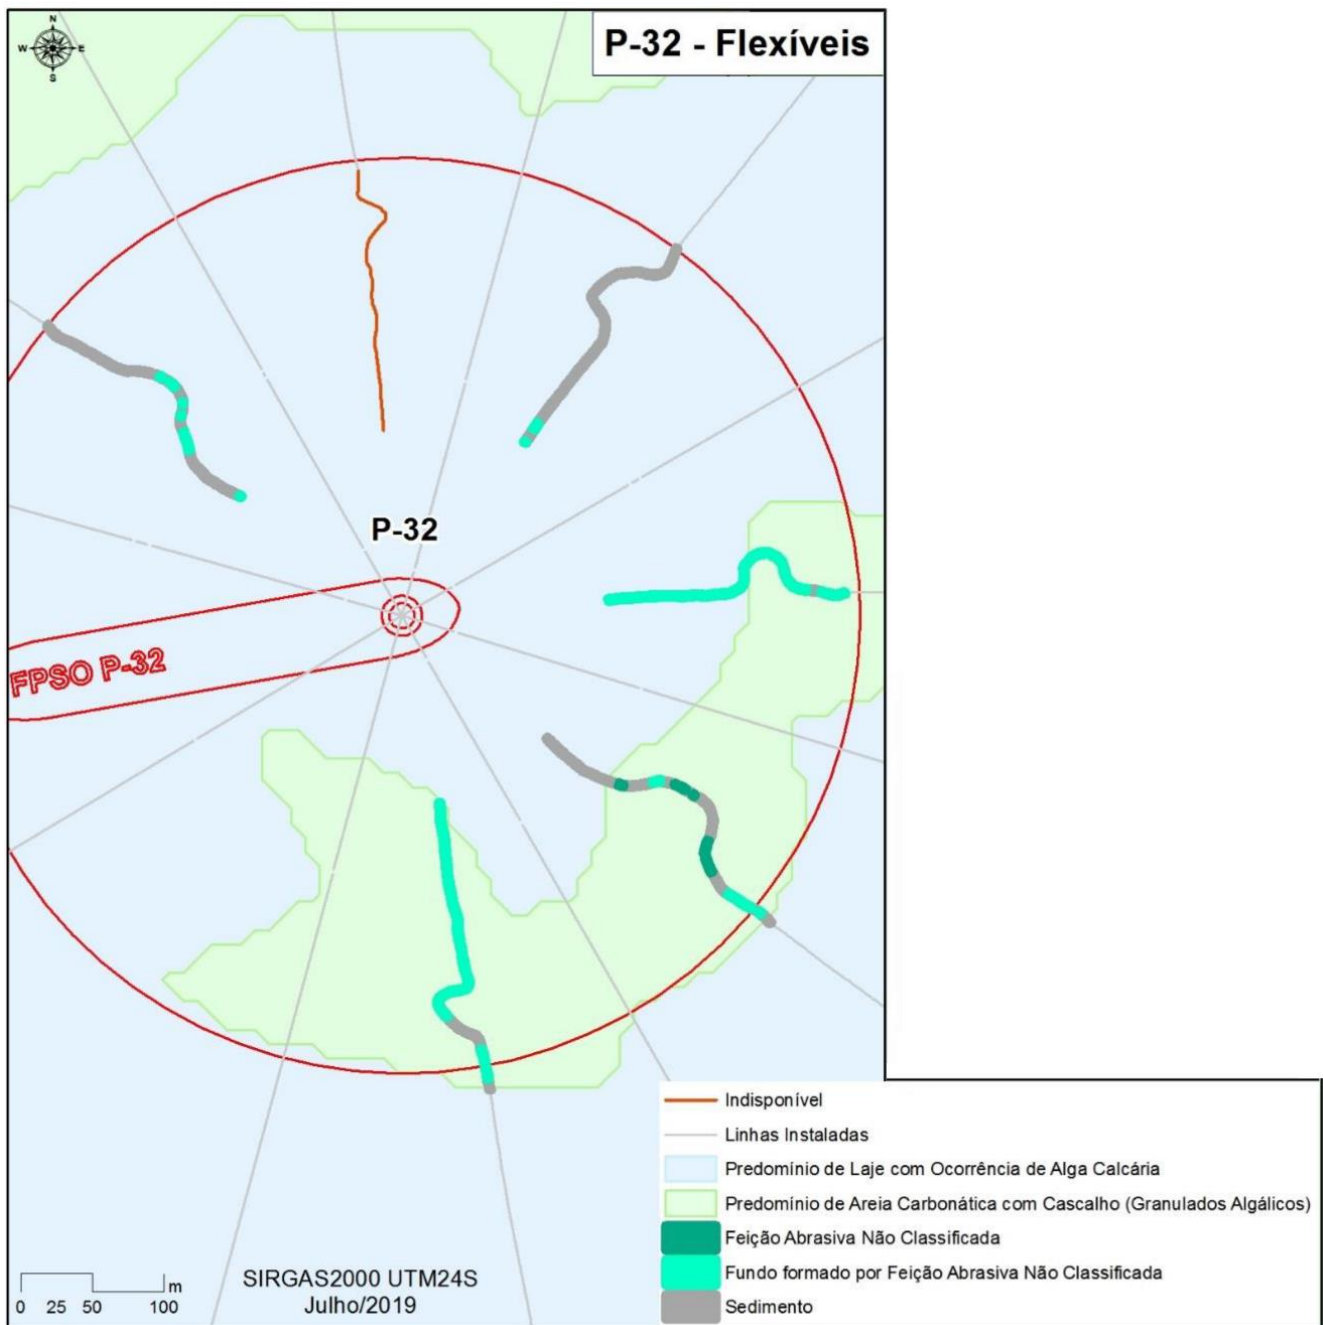 N
W E
S
P-32 - Flexíveis
P-32
FPSO P-32
Indisponível
Linhas Instaladas
Predomínio de Laje com Ocorrência de Alga Calcária
Predomínio de Areia Carbonática com Cascalho (Granulados Algálicos)
Feição Abrasiva Não Classificada
Fundo formado por Feição Abrasiva Não Classificada
Sedimento
m
0 25 50 100
SIRGAS2000 UTM24S
Julho/2019